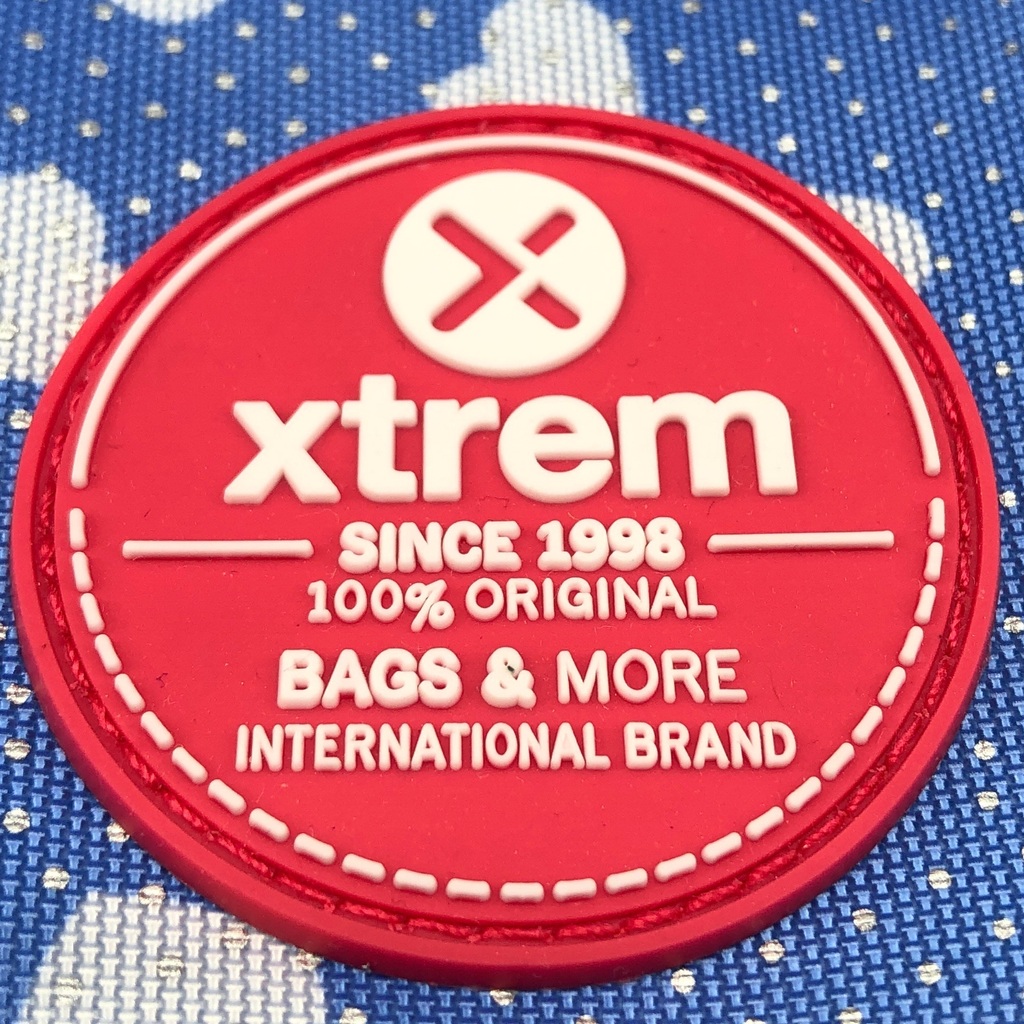 xtrem
SINCE 1998
100% ORIGINAL
BAGS & MORE
INTERNATIONAL BRAND